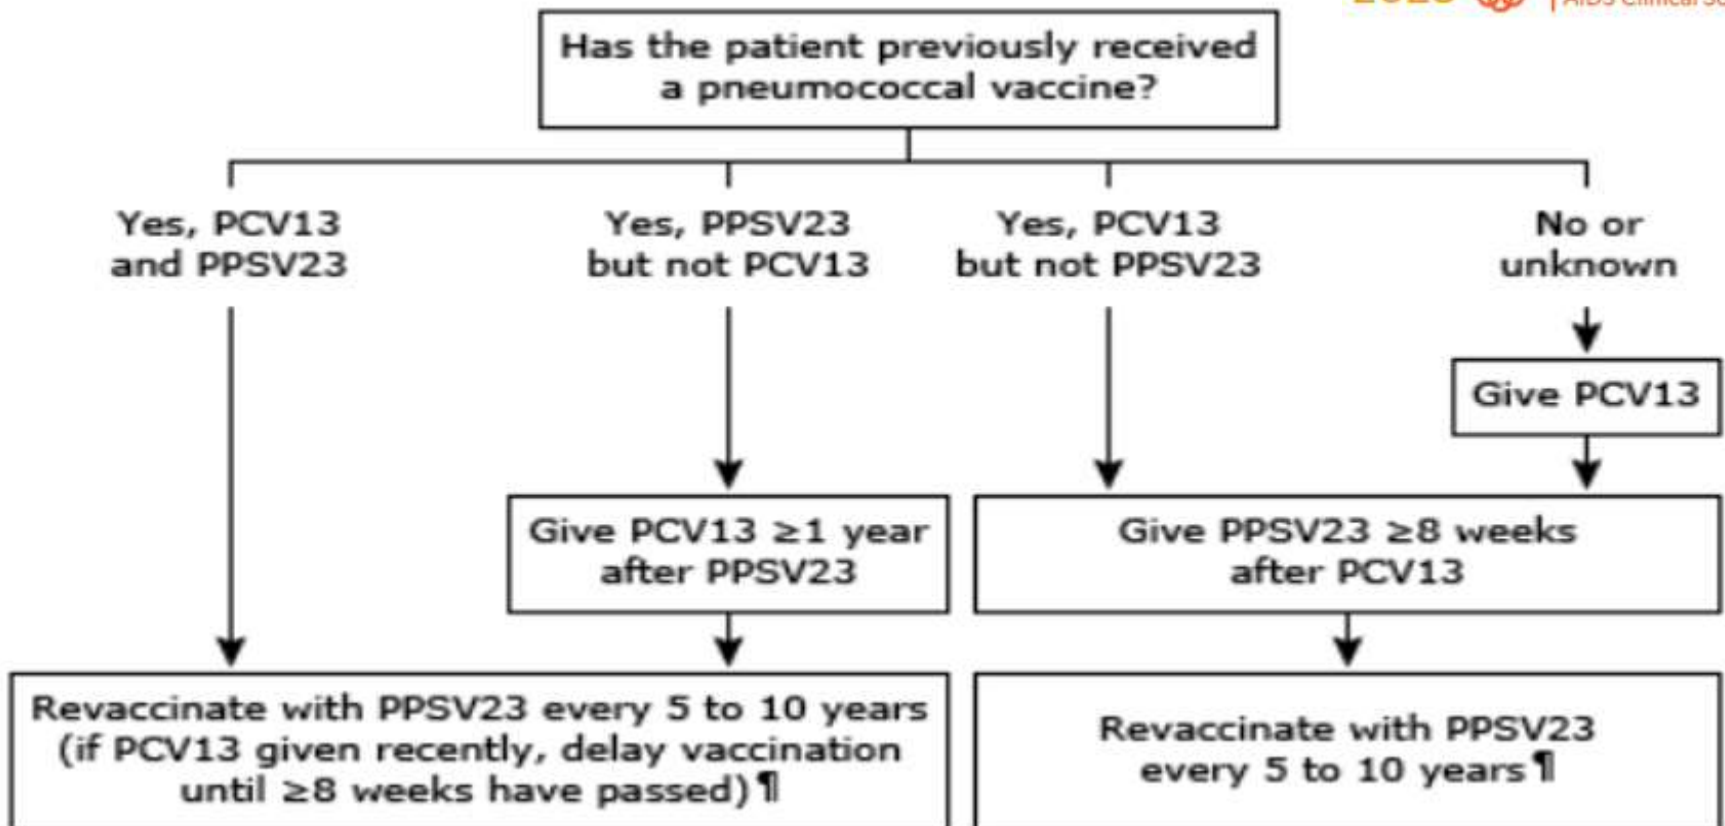 Has the patient previously received
a pneumococcal vaccine?
Yes, PCV13
and PPSV23
Yes, PPSV23
but not PCV13
Yes, PCV13
but not PPSV23
No or
unknown
Give PCV13
Give PCV13 ≥1 year
after PPSV23
Give PPSV23 ≥8 weeks
after PCV13
Revaccinate with PPSV23 every 5 to 10 years
(if PCV13 given recently, delay vaccination
until ≥8 weeks have passed)¶
Revaccinate with PPSV23
every 5 to 10 years¶